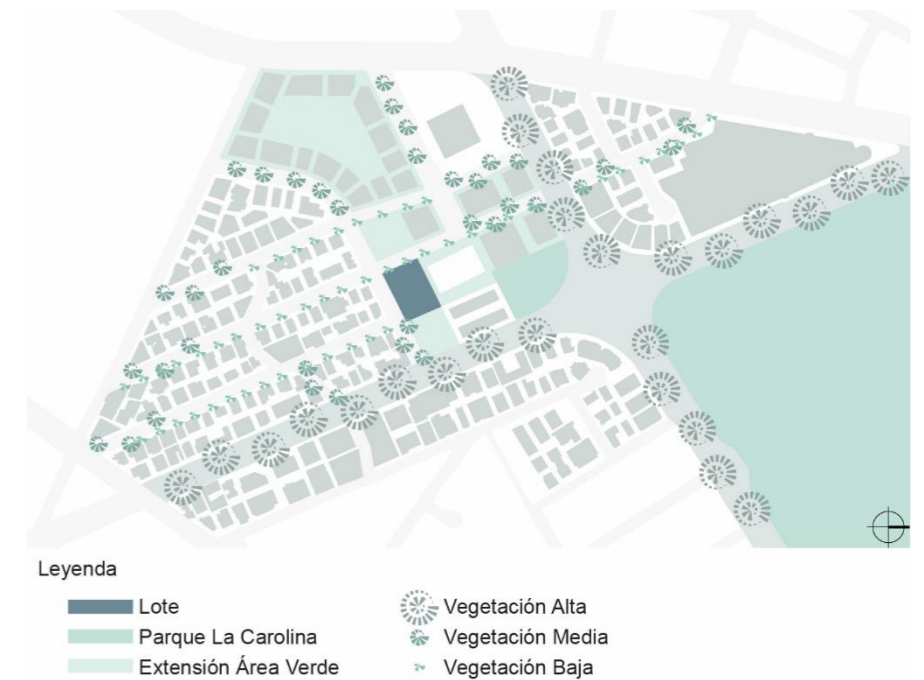 Leyenda
Lote
Parque La Carolina
Extensión Área Verde
Vegetación Alta
Vegetación Media
Vegetación Baja